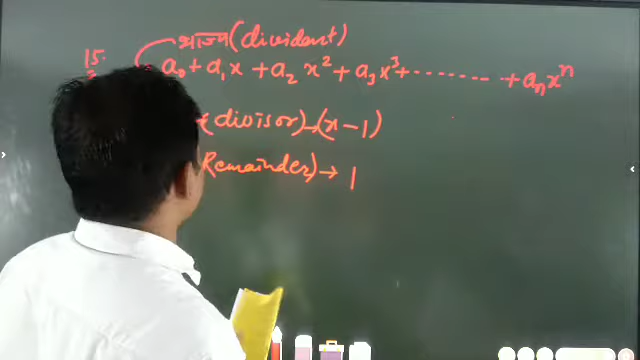 भाज्य (divident)
15. a₀ + a₁x + a₂x² + a₃x³ + ........ + aₙxⁿ
(divisor) → (x - 1)
(Remainder) → 1